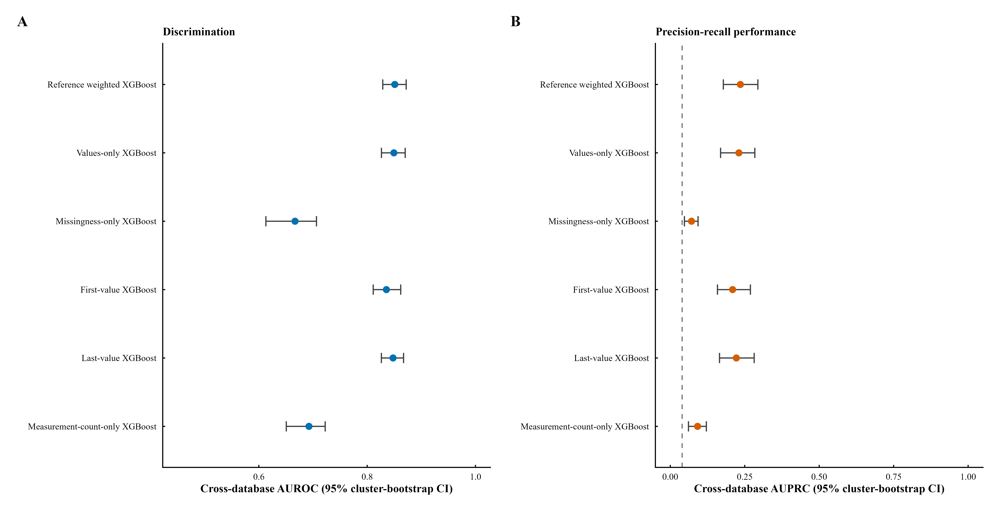 A
Discrimination
Reference weighted XGBoost
Values-only XGBoost
Missingness-only XGBoost
First-value XGBoost
Last-value XGBoost
Measurement-count-only XGBoost
0.6 0.8 1.0
Cross-database AUROC (95% cluster-bootstrap CI)
B
Precision-recall performance
Reference weighted XGBoost
Values-only XGBoost
Missingness-only XGBoost
First-value XGBoost
Last-value XGBoost
Measurement-count-only XGBoost
0.00 0.25 0.50 0.75 1.00
Cross-database AUPRC (95% cluster-bootstrap CI)